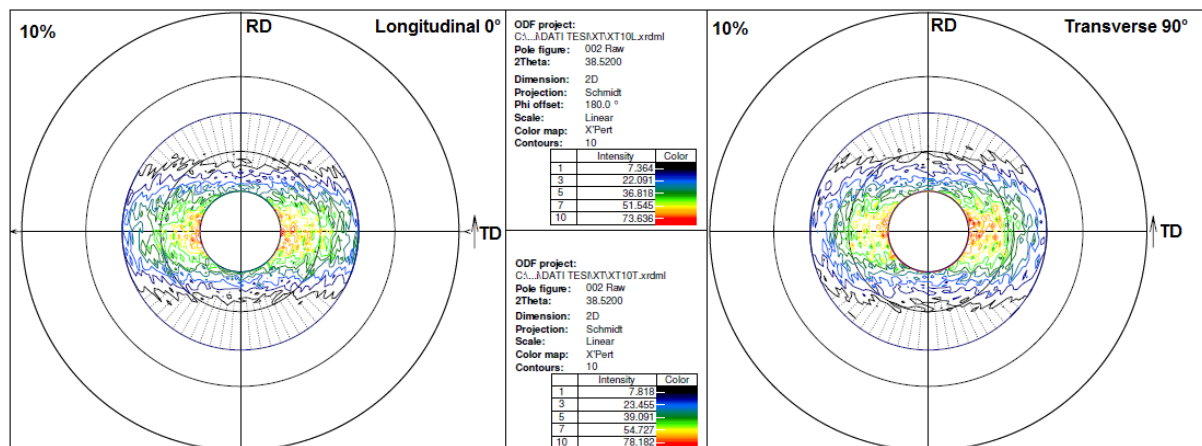 10%
RD
Longitudinal 0°
TD
ODF project:
C:\...\DATI TESI\XT\XT10L.xrdml
Pole figure: 002 Raw
2Theta: 38.5200
Dimension: 2D
Projection: Schmidt
Phi offset: 180.0 °
Scale: Linear
Color map: X'Pert
Contours: 10
Intensity Color
1 7.364
3 22.091
5 36.818
7 51.545
10 73.636
ODF project:
C:\...\DATI TESI\XT\XT10T.xrdml
Pole figure: 002 Raw
2Theta: 38.5200
Dimension: 2D
Projection: Schmidt
Scale: Linear
Color map: X'Pert
Contours: 10
Intensity Color
1 7.818
3 23.455
5 39.091
7 54.727
10 78.182
10%
RD
Transverse 90°
TD